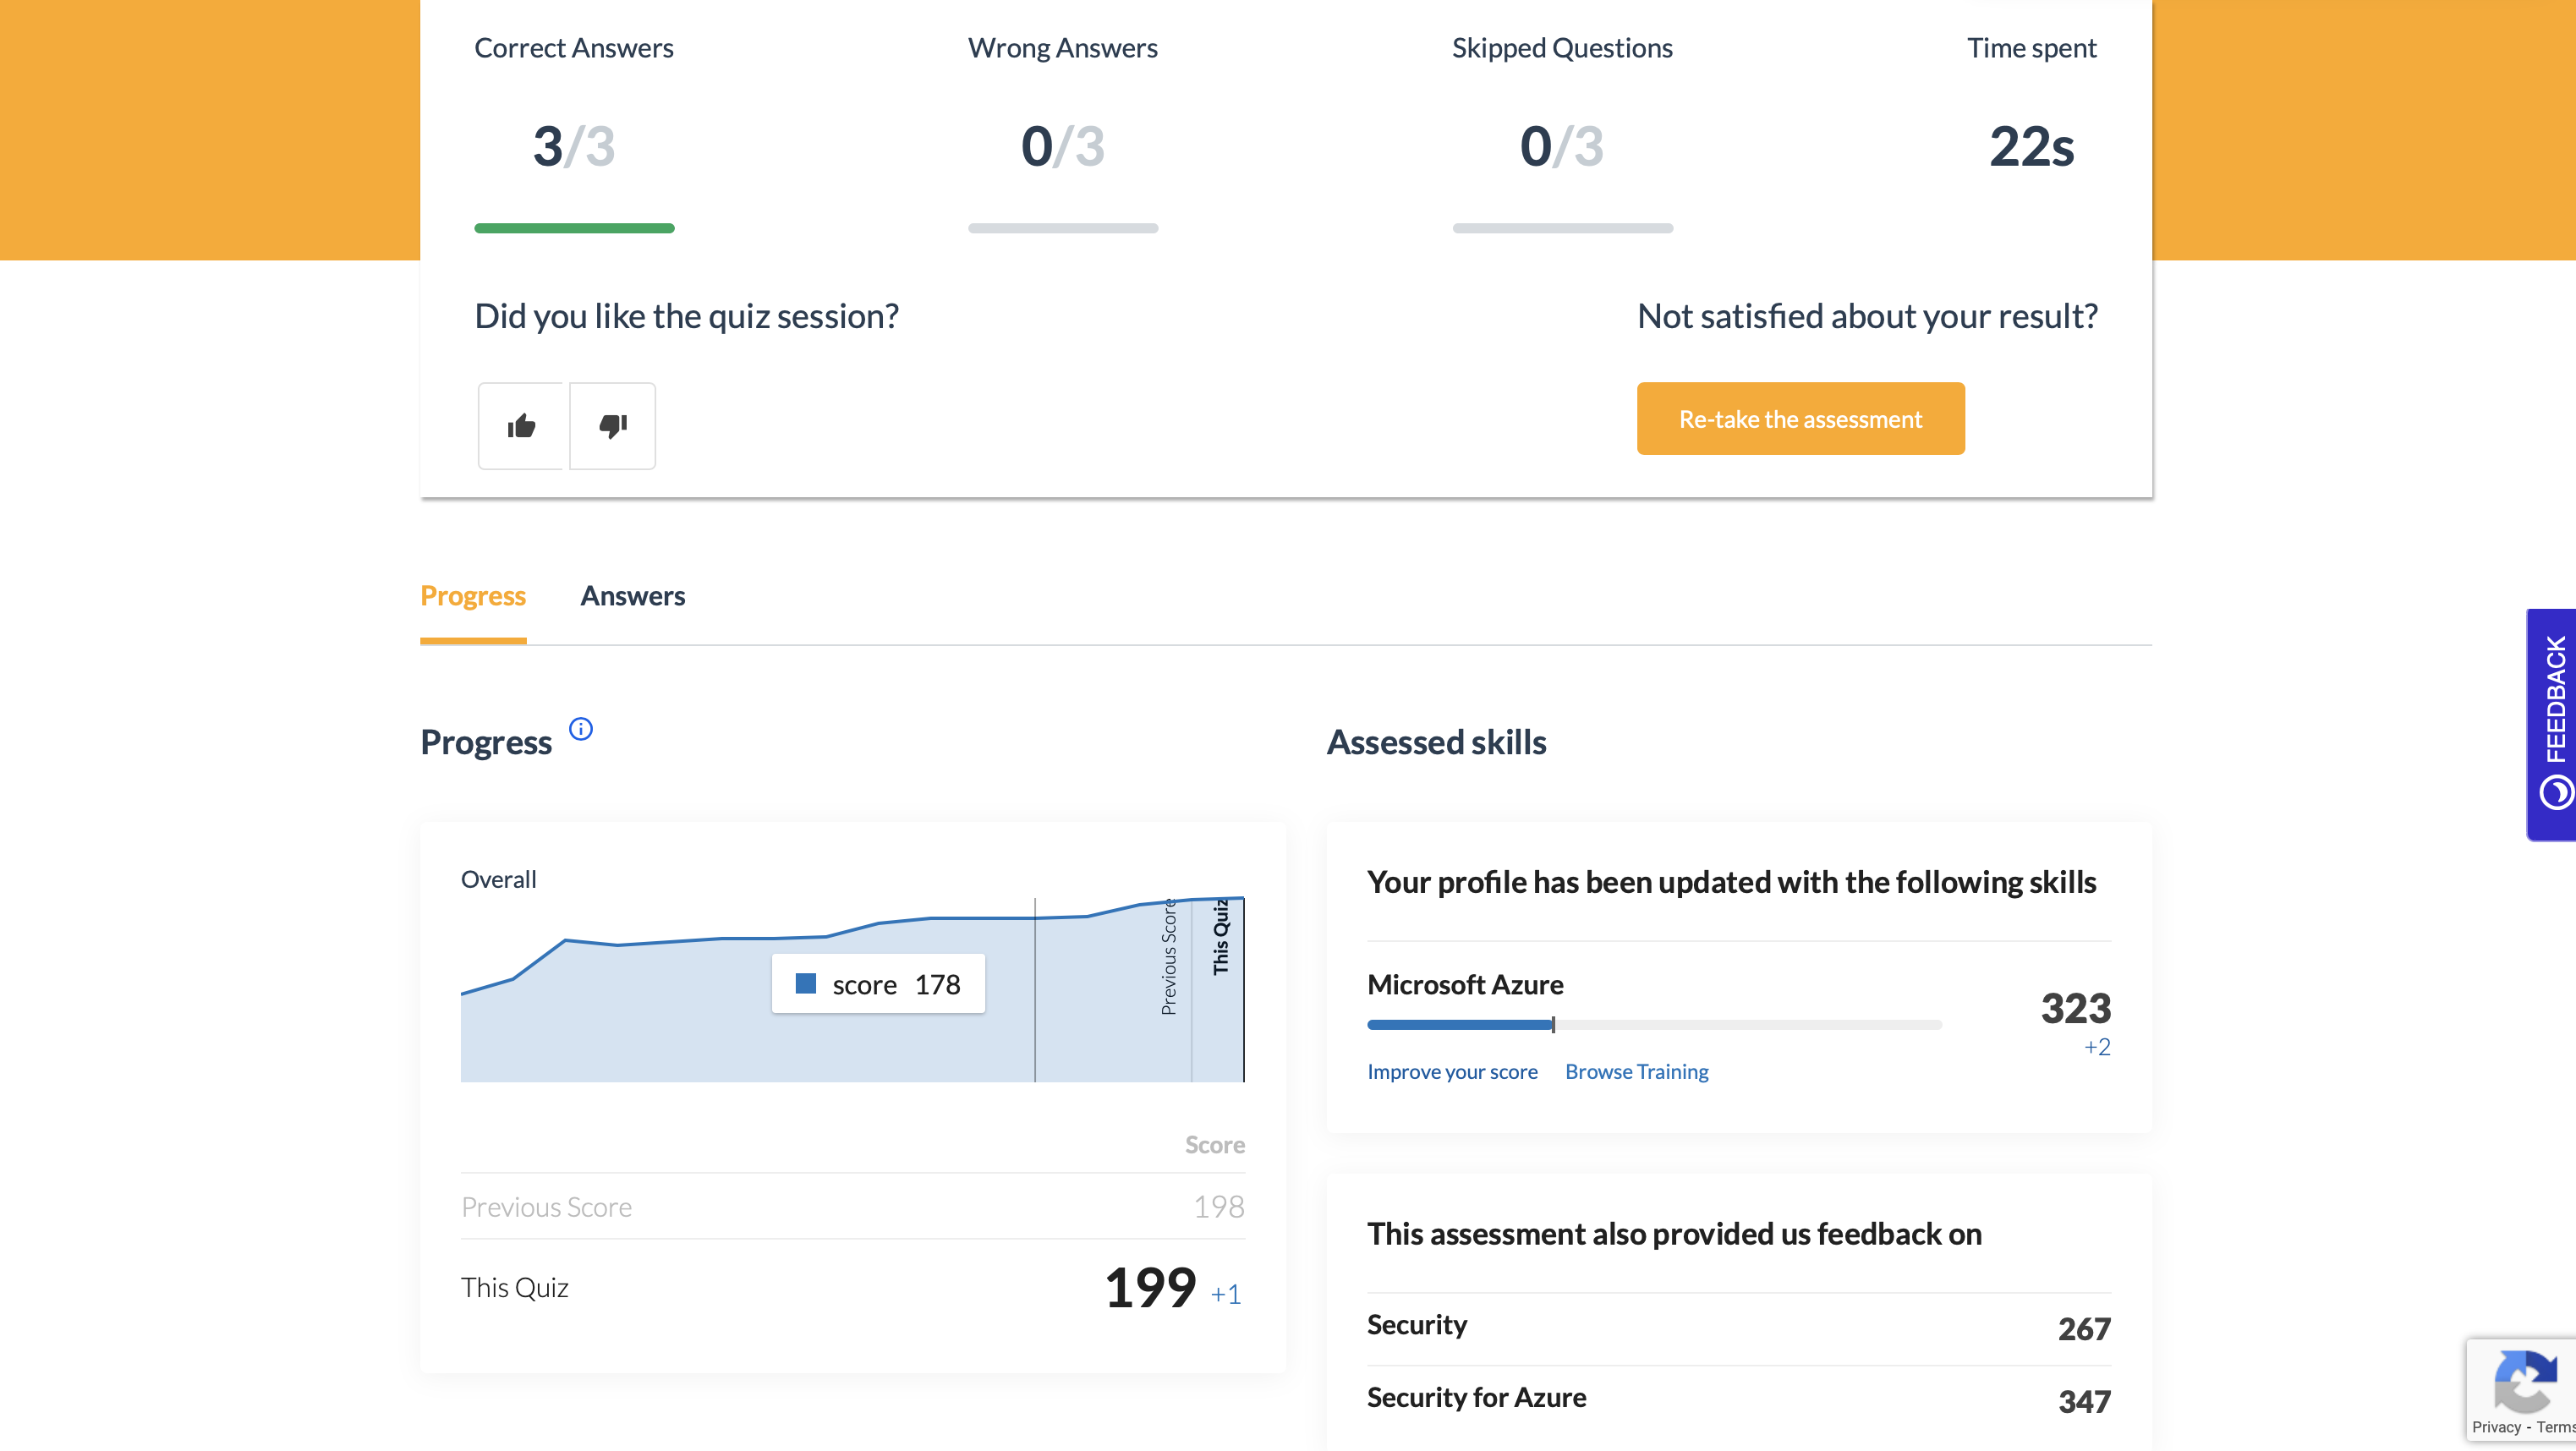 Correct Answers
Wrong Answers
Skipped Questions
Time spent
3/3
0/3
0/3
22s
Did you like the quiz session?
Not satisfied about your result?
Re-take the assessment
Progress
Answers
FEEDBACK
Progress
Assessed skills
Overall
Previous Score
This Quiz
score 178
Score
Previous Score 198
This Quiz 199 +1
Your profile has been updated with the following skills
Microsoft Azure
323
+2
Improve your score
Browse Training
This assessment also provided us feedback on
Security 267
Security for Azure 347
Privacy - Terms